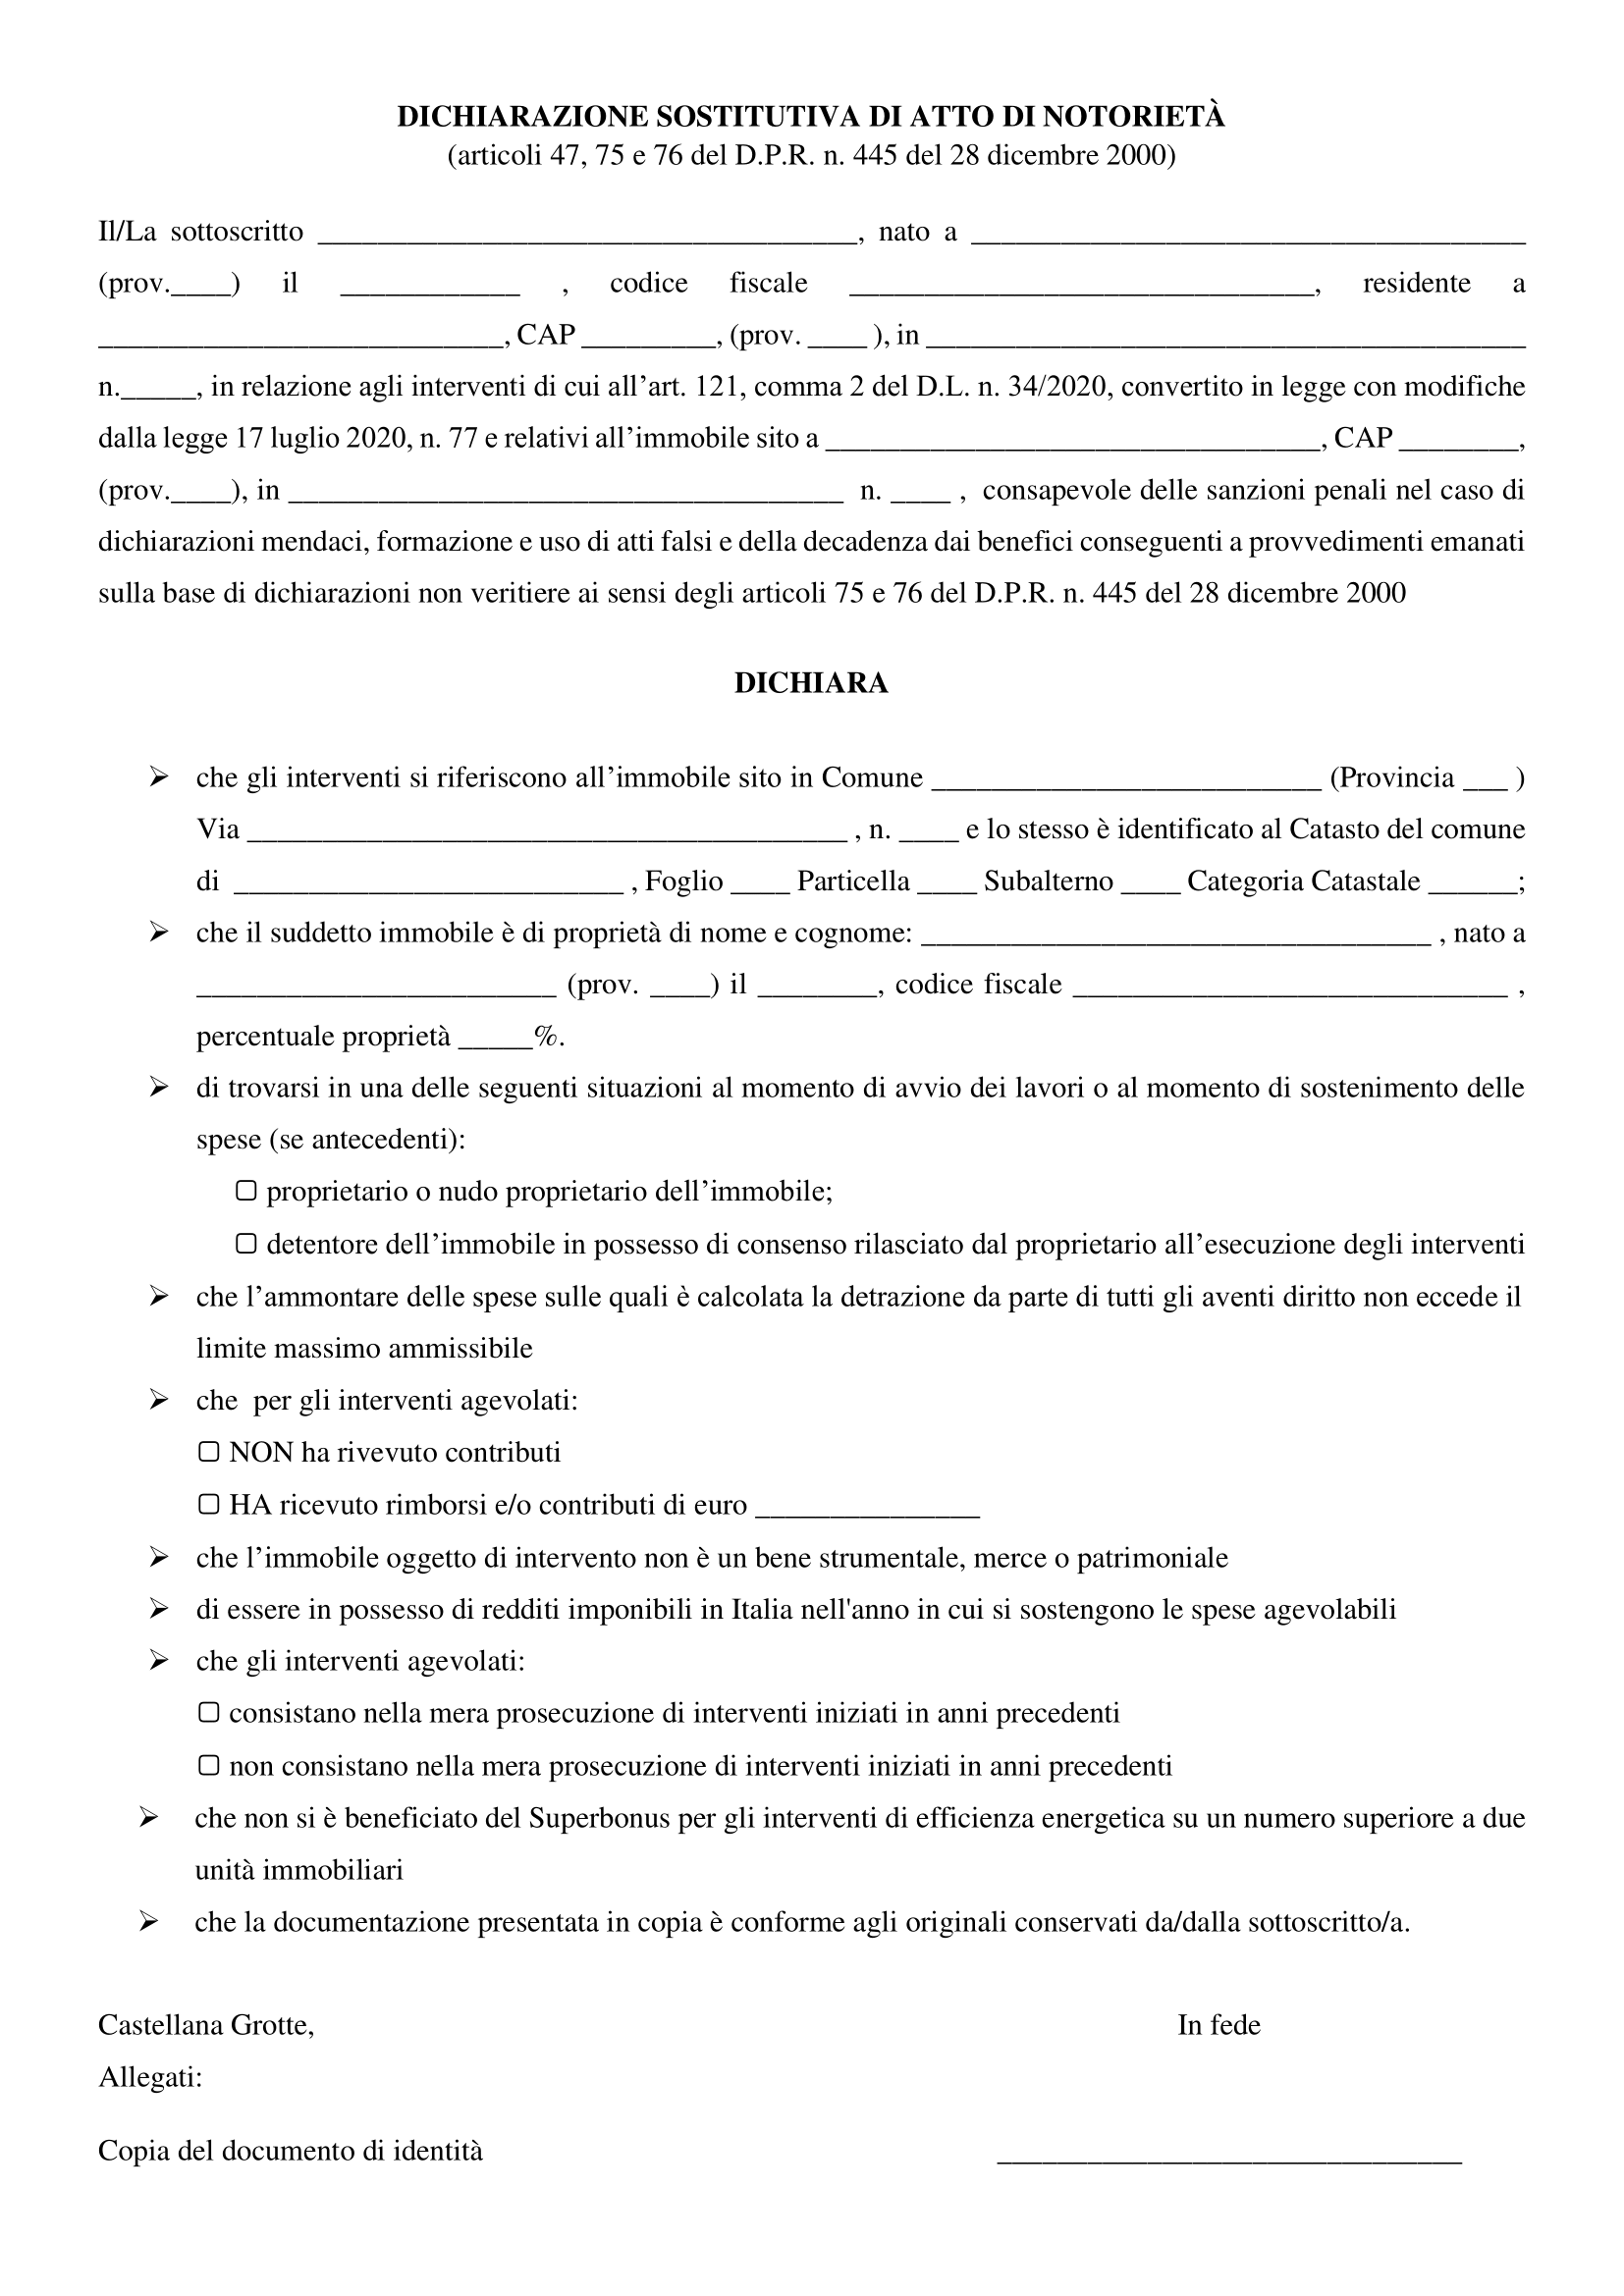 DICHIARAZIONE SOSTITUTIVA DI ATTO DI NOTORIETÀ
(articoli 47, 75 e 76 del D.P.R. n. 445 del 28 dicembre 2000)
Il/La sottoscritto ____________________________________, nato a _____________________________________
(prov.____) il ____________ , codice fiscale _______________________________, residente a
___________________________, CAP _________, (prov. ____ ), in ________________________________________
n._____, in relazione agli interventi di cui all’art. 121, comma 2 del D.L. n. 34/2020, convertito in legge con modifiche
dalla legge 17 luglio 2020, n. 77 e relativi all’immobile sito a _________________________________, CAP ________,
(prov.____), in _____________________________________ n. ____ , consapevole delle sanzioni penali nel caso di
dichiarazioni mendaci, formazione e uso di atti falsi e della decadenza dai benefici conseguenti a provvedimenti emanati
sulla base di dichiarazioni non veritiere ai sensi degli articoli 75 e 76 del D.P.R. n. 445 del 28 dicembre 2000
DICHIARA
➢ che gli interventi si riferiscono all’immobile sito in Comune __________________________ (Provincia ___ )
Via ________________________________________ , n. ____ e lo stesso è identificato al Catasto del comune
di __________________________ , Foglio ____ Particella ____ Subalterno ____ Categoria Catastale ______;
➢ che il suddetto immobile è di proprietà di nome e cognome: __________________________________ , nato a
________________________ (prov. ____) il ________, codice fiscale _____________________________ ,
percentuale proprietà _____%.
➢ di trovarsi in una delle seguenti situazioni al momento di avvio dei lavori o al momento di sostenimento delle
spese (se antecedenti):
▢ proprietario o nudo proprietario dell’immobile;
▢ detentore dell’immobile in possesso di consenso rilasciato dal proprietario all’esecuzione degli interventi
➢ che l’ammontare delle spese sulle quali è calcolata la detrazione da parte di tutti gli aventi diritto non eccede il
limite massimo ammissibile
➢ che per gli interventi agevolati:
▢ NON ha rivevuto contributi
▢ HA ricevuto rimborsi e/o contributi di euro _______________
➢ che l’immobile oggetto di intervento non è un bene strumentale, merce o patrimoniale
➢ di essere in possesso di redditi imponibili in Italia nell'anno in cui si sostengono le spese agevolabili
➢ che gli interventi agevolati:
▢ consistano nella mera prosecuzione di interventi iniziati in anni precedenti
▢ non consistano nella mera prosecuzione di interventi iniziati in anni precedenti
➢ che non si è beneficiato del Superbonus per gli interventi di efficienza energetica su un numero superiore a due
unità immobiliari
➢ che la documentazione presentata in copia è conforme agli originali conservati da/dalla sottoscritto/a.
Castellana Grotte, In fede
Allegati:
Copia del documento di identità _______________________________